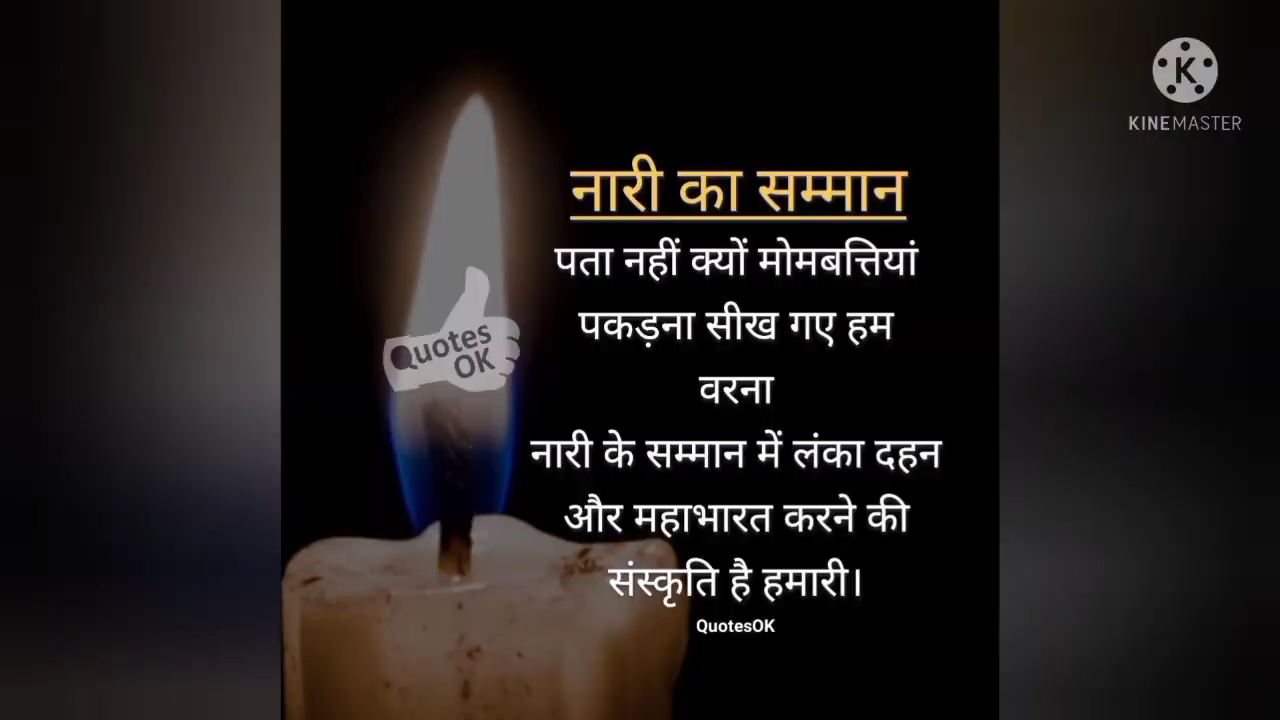 KINEMASTER
नारी का सम्मान
पता नहीं क्यों मोमबत्तियां
पकड़ना सीख गए हम
वरना
नारी के सम्मान में लंका दहन
और महाभारत करने की
संस्कृति है हमारी।
QuotesOK
Quotes
OK